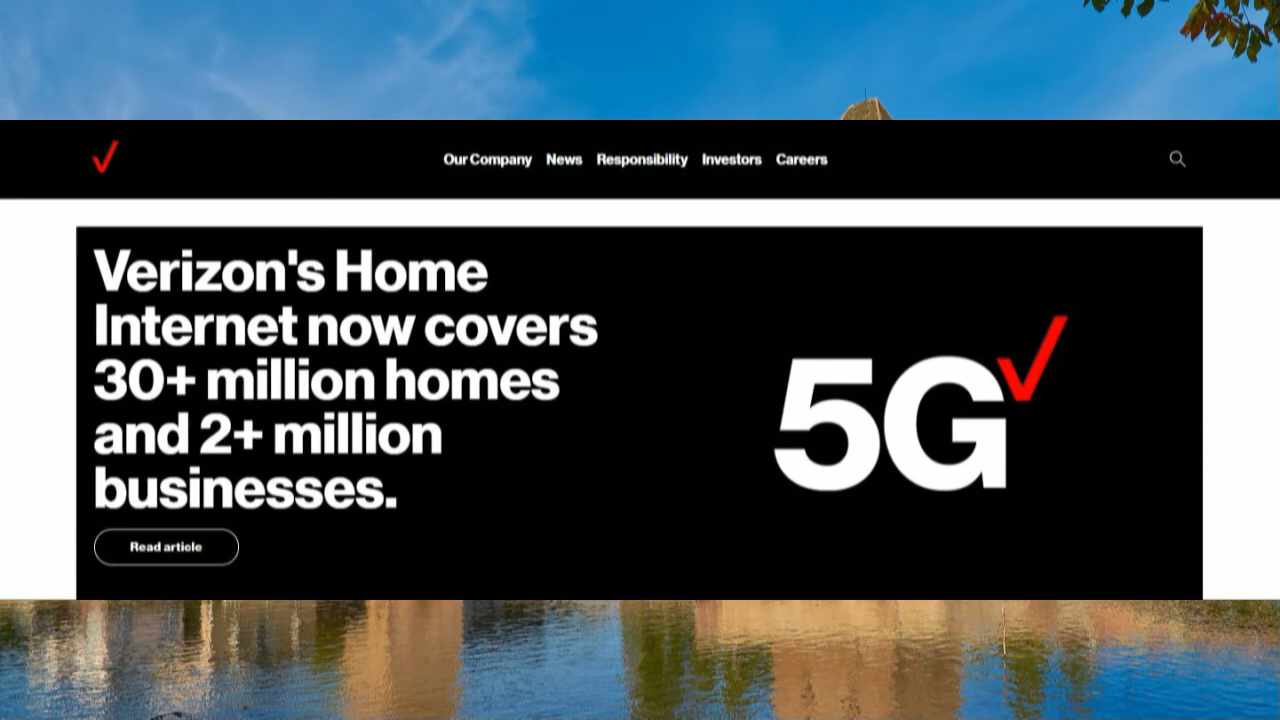 Our Company News Responsibility Investors Careers
Verizon's Home
Internet now covers
30+ million homes
and 2+ million
businesses.
5G
Read article